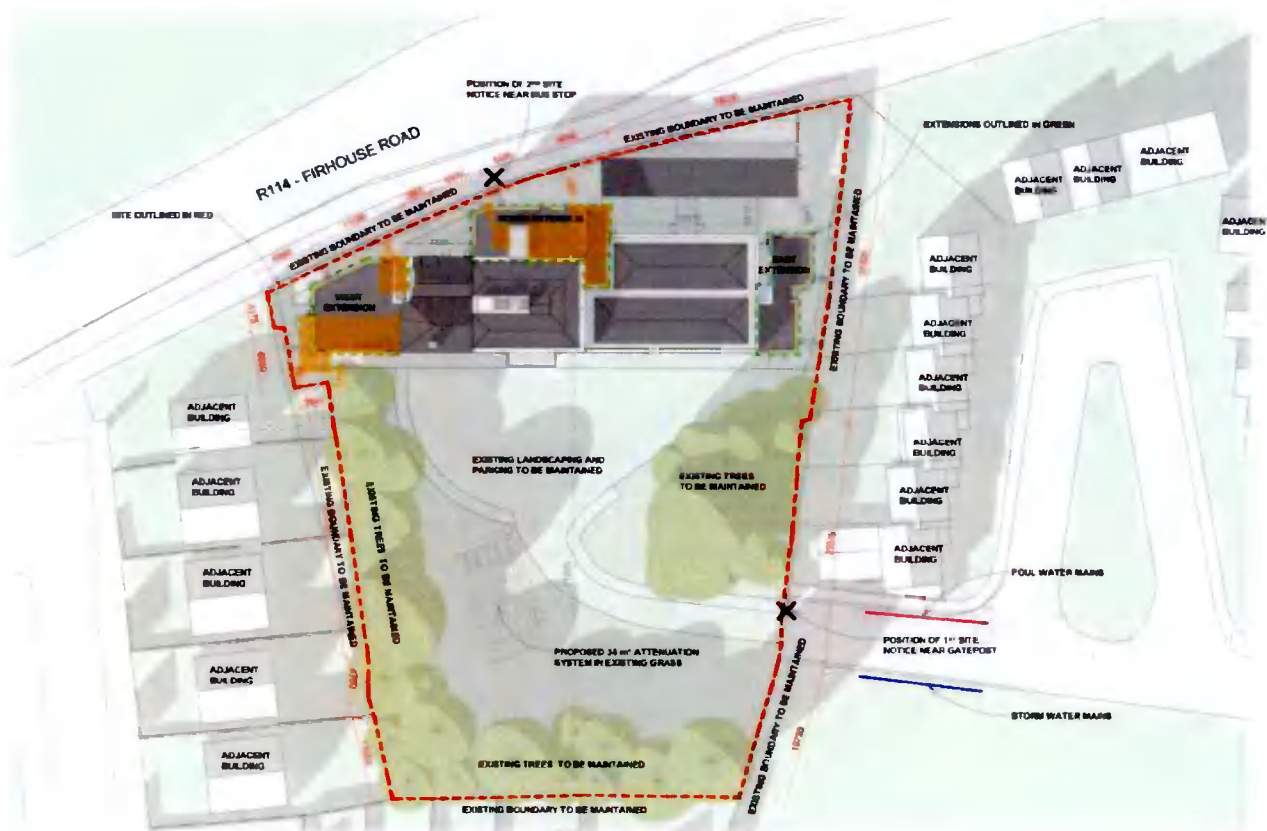 POSITION OF 2ND SITE
NOTICE NEAR BUS STOP
R114 - FIRHOUSE ROAD
EXISTING BOUNDARY TO BE MAINTAINED
EXTENSIONS OUTLINED IN GREEN
SITE OUTLINED IN RED
EXISTING BOUNDARY TO BE MAINTAINED
ADJACENT
BUILDING
ADJACENT
BUILDING
ADJACENT
BUILDING
ADJACENT
BUILDING
WEST
EXTENSION
EAST
EXTENSION
EXISTING BOUNDARY TO BE MAINTAINED
ADJACENT
BUILDING
ADJACENT
BUILDING
ADJACENT
BUILDING
ADJACENT
BUILDING
ADJACENT
BUILDING
ADJACENT
BUILDING
ADJACENT
BUILDING
ADJACENT
BUILDING
ADJACENT
BUILDING
ADJACENT
BUILDING
ADJACENT
BUILDING
EXISTING BOUNDARY TO BE MAINTAINED
EXISTING TREES TO BE MAINTAINED
EXISTING LANDSCAPING AND
PARKING TO BE MAINTAINED
EXISTING TREES
TO BE MAINTAINED
FOUL WATER MAINS
POSITION OF 1ST SITE
NOTICE NEAR GATEPOST
PROPOSED 34 m³ ATTENUATION
SYSTEM IN EXISTING GRASS
STORM WATER MAINS
EXISTING BOUNDARY TO BE MAINTAINED
EXISTING TREES TO BE MAINTAINED
EXISTING BOUNDARY TO BE MAINTAINED